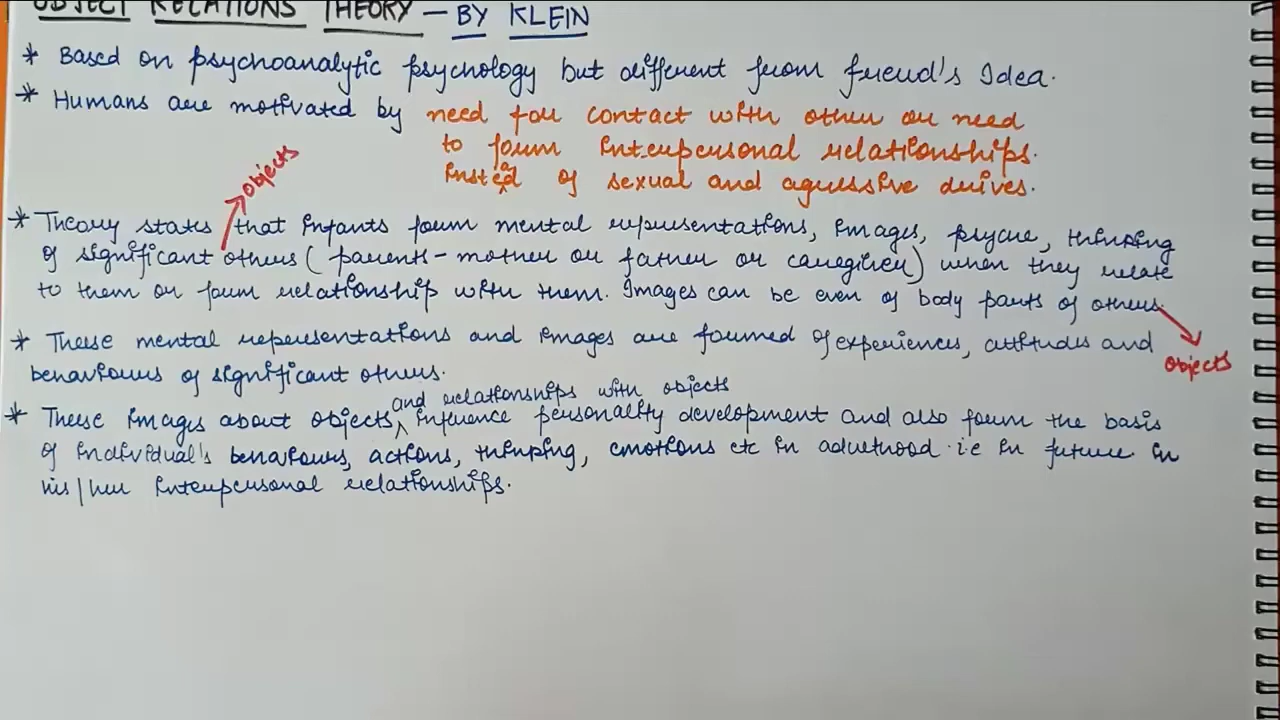 OBJECT RELATIONS THEORY - BY KLEIN
* Based on psychoanalytic psychology but different from freud's Idea.
* Humans are motivated by need for contact with other or need
to form interpersonal relationships.
Insted of sexual and agressive drives.
a
objects
* Theory states that infants form mental representations, images, psyche, thinking
of significant others (parents - mother or father or caregiver) when they relate
to them or form relationship with them. Images can be even of body parts of others.
objects
* These mental representations and images are formed of experiences, attitudes and
behaviours of significant others.
and relationships with objects
* These images about objects ^ influence personality development and also form the basis
of individual's behaviours, actions, thinking, emotions etc in adulthood i.e in future in
his/her interpersonal relationships.